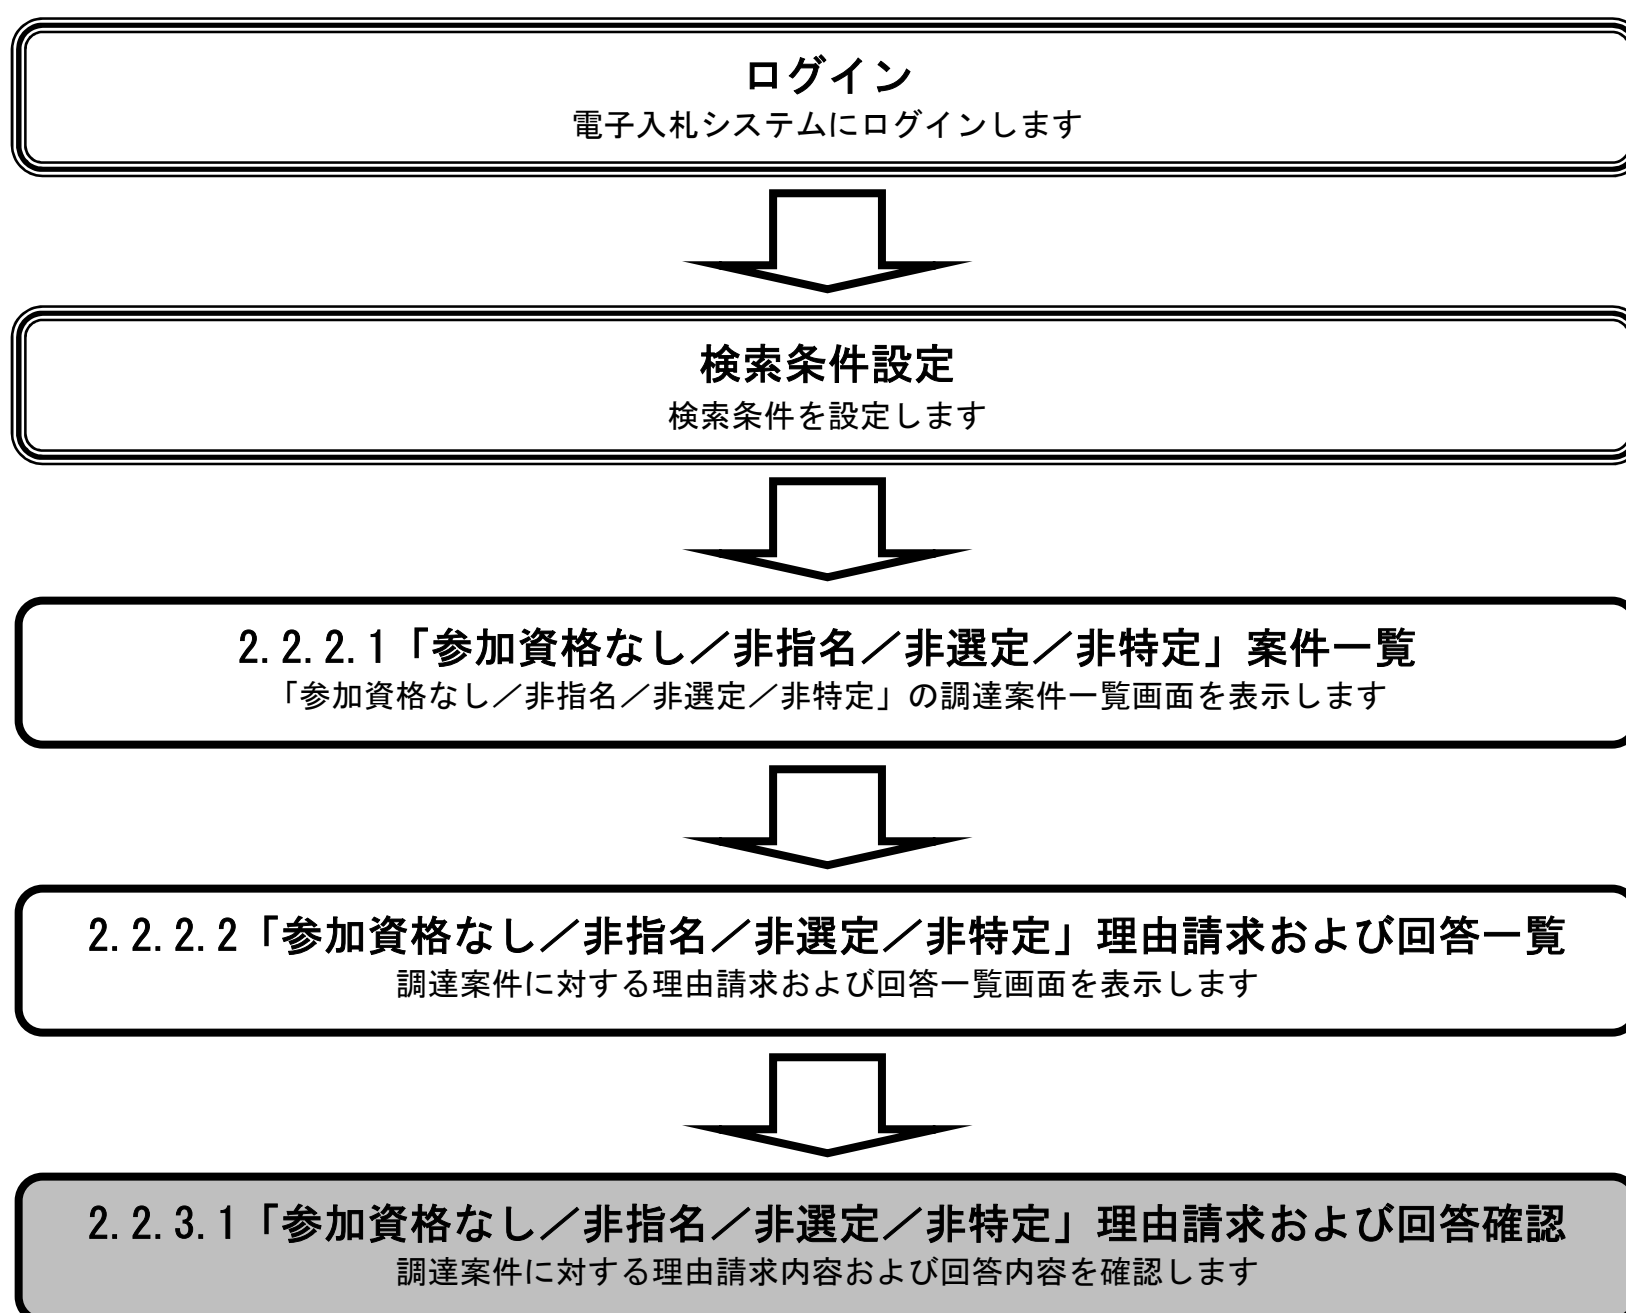 ログイン
電子入札システムにログインします
検索条件設定
検索条件を設定します
2.2.2.1「参加資格なし／非指名／非選定／非特定」案件一覧
「参加資格なし／非指名／非選定／非特定」の調達案件一覧画面を表示します
2.2.2.2「参加資格なし／非指名／非選定／非特定」理由請求および回答一覧
調達案件に対する理由請求および回答一覧画面を表示します
2.2.3.1「参加資格なし／非指名／非選定／非特定」理由請求および回答確認
調達案件に対する理由請求内容および回答内容を確認します